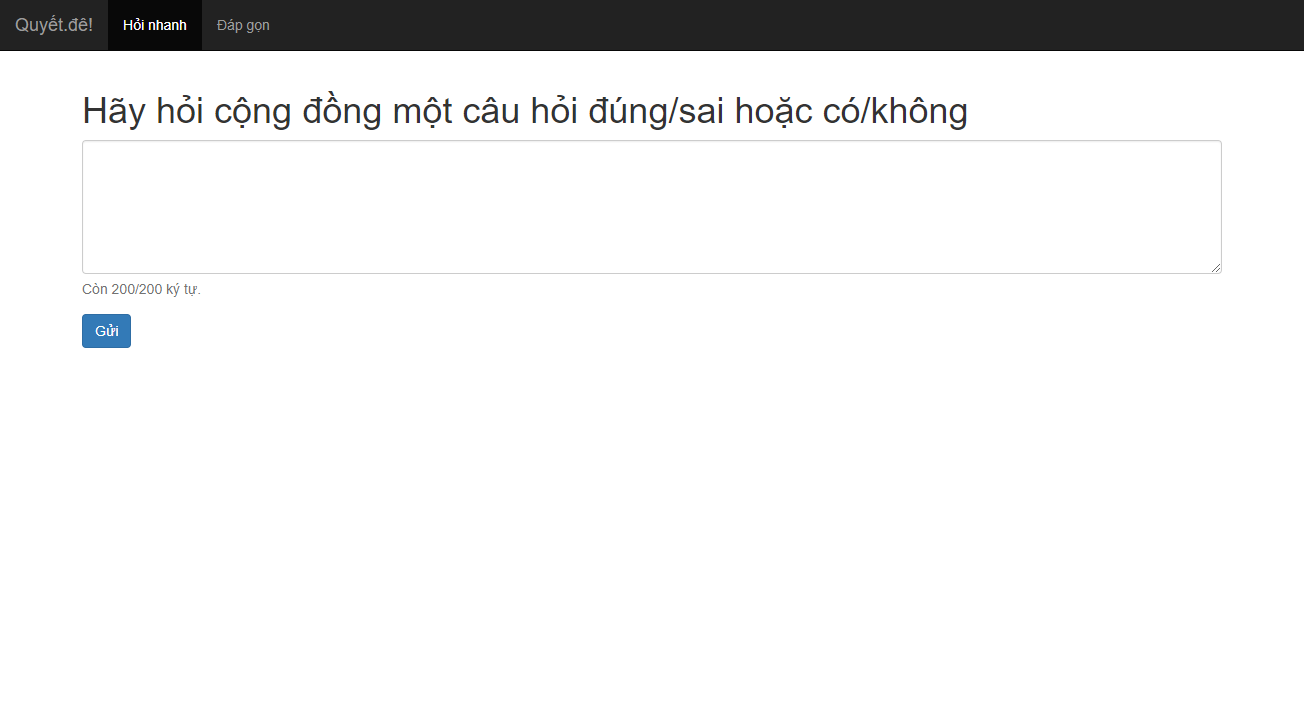 Quyết.đê! Hỏi nhanh Đáp gọn
Hãy hỏi cộng đồng một câu hỏi đúng/sai hoặc có/không
Còn 200/200 ký tự.
Gửi